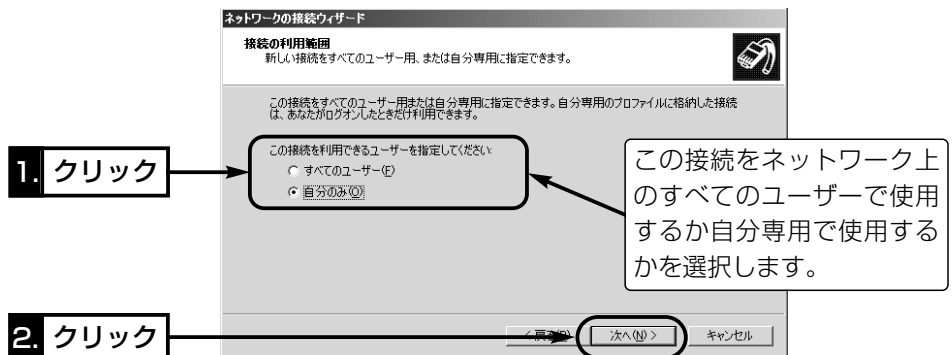 ネットワークの接続ウィザード
接続の利用範囲
新しい接続をすべてのユーザー用、または自分専用に指定できます。
この接続をすべてのユーザー用または自分専用に指定できます。自分専用のプロファイルに格納した接続
は、あなたがログオンしたときだけ利用できます。
この接続を利用できるユーザーを指定してください:
すべてのユーザー(F)
自分のみ(O)
1. クリック
この接続をネットワーク上
のすべてのユーザーで使用
するか自分専用で使用する
かを選択します。
2. クリック
< 戻る(B)
次へ(N) >
キャンセル